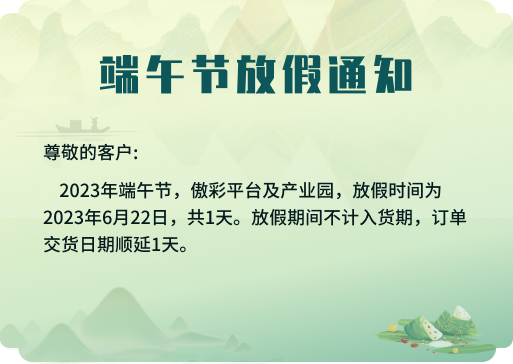 端午节放假通知
尊敬的客户：
2023年端午节，傲彩平台及产业园，放假时间为
2023年6月22日，共1天。放假期间不计入货期，订单
交货日期顺延1天。